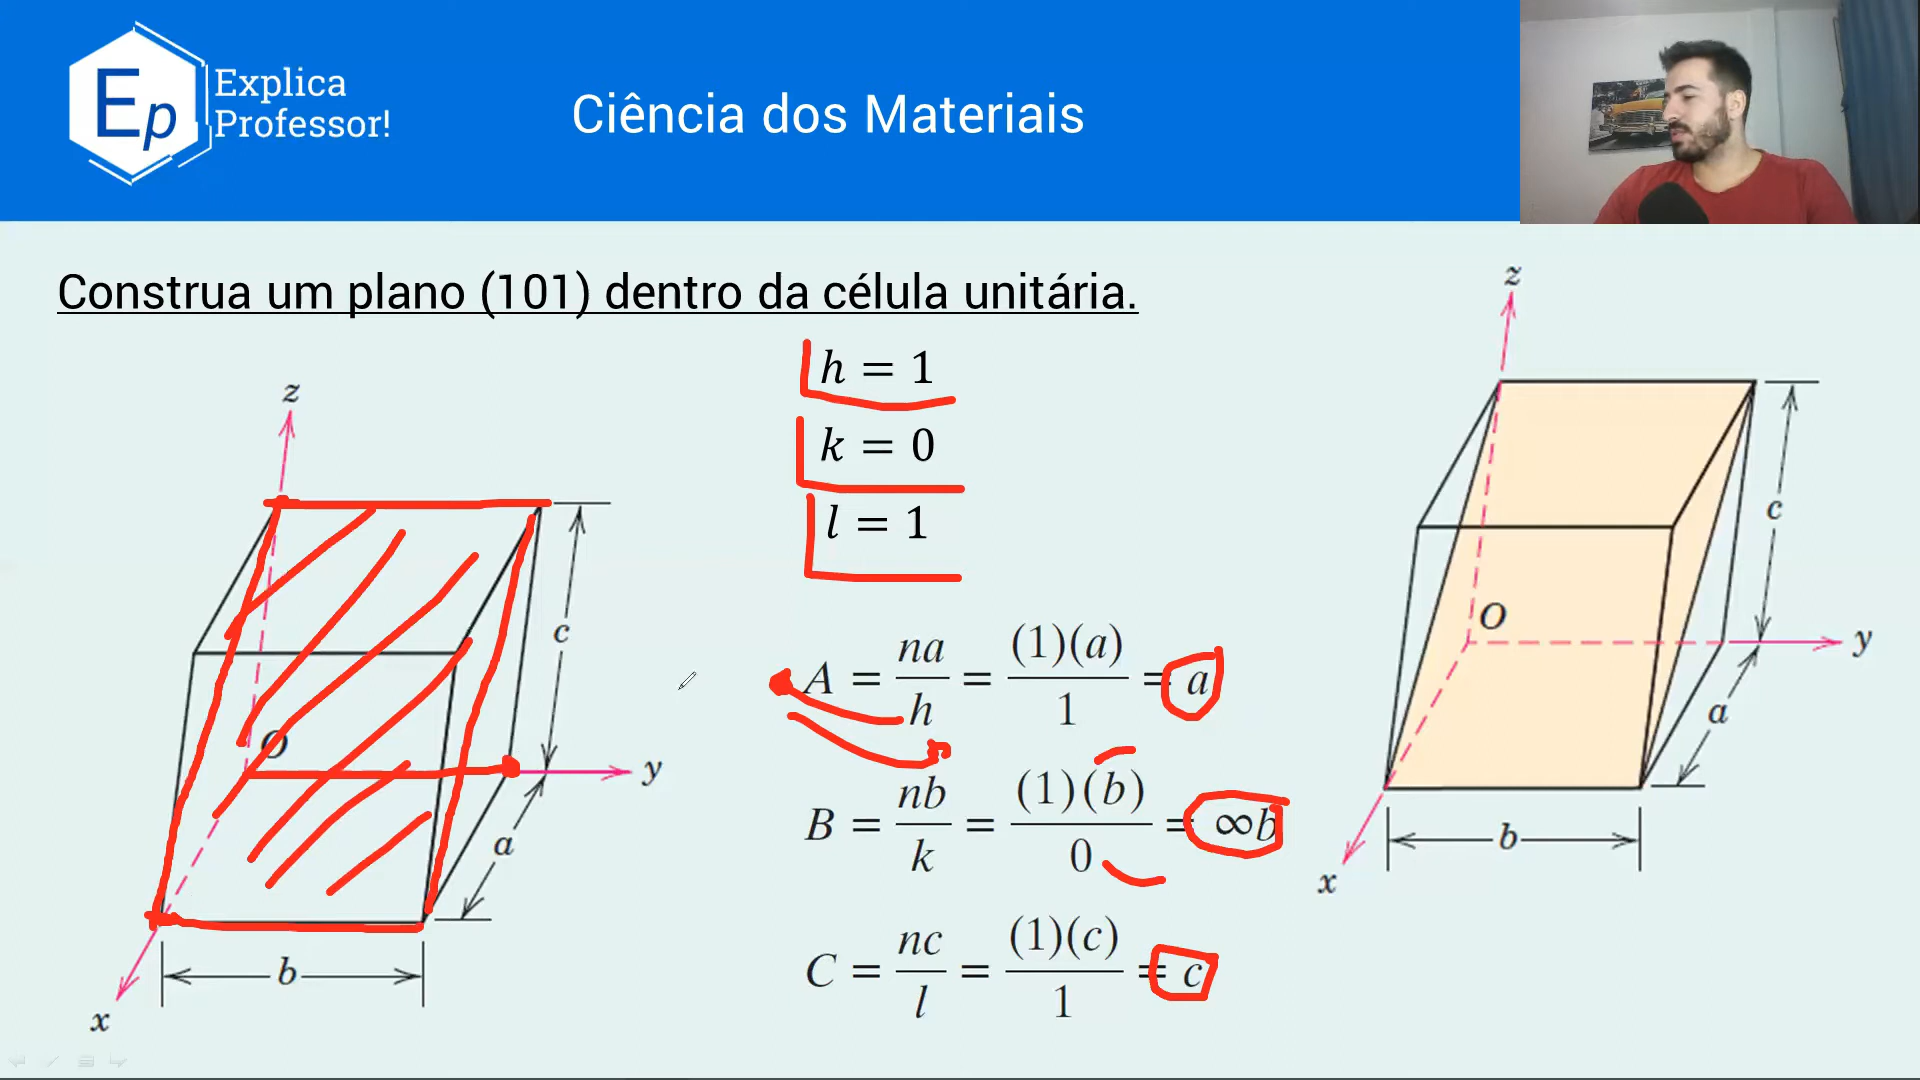 Ep
Explica
Professor!
Ciência dos Materiais
Construa um plano (101) dentro da célula unitária.
h = 1
k = 0
l = 1
A = na/h = (1)(a)/1 = a
B = nb/k = (1)(b)/0 = ∞b
C = nc/l = (1)(c)/1 = c
z
c
O
y
a
b
x
z
c
O
y
a
b
x